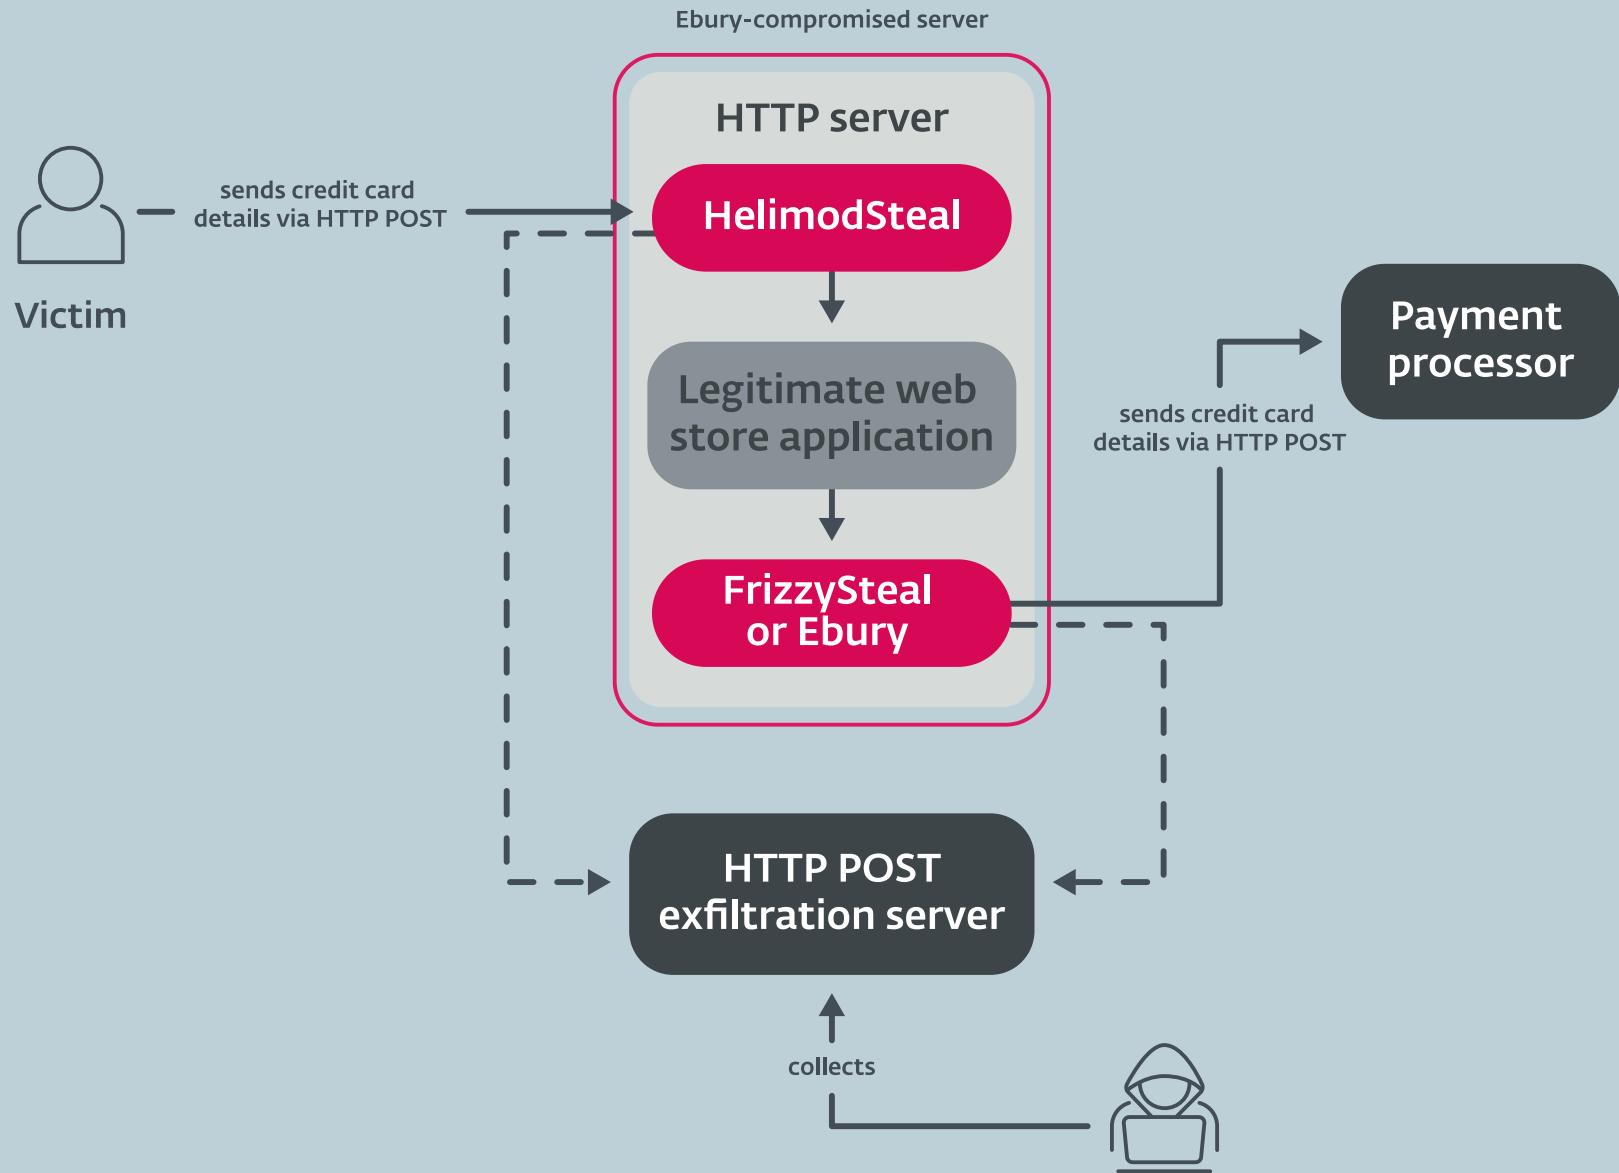 Ebury-compromised server
HTTP server
sends credit card
details via HTTP POST
HelimodSteal
Victim
Legitimate web
store application
Payment
processor
sends credit card
details via HTTP POST
FrizzySteal
or Ebury
HTTP POST
exfiltration server
collects